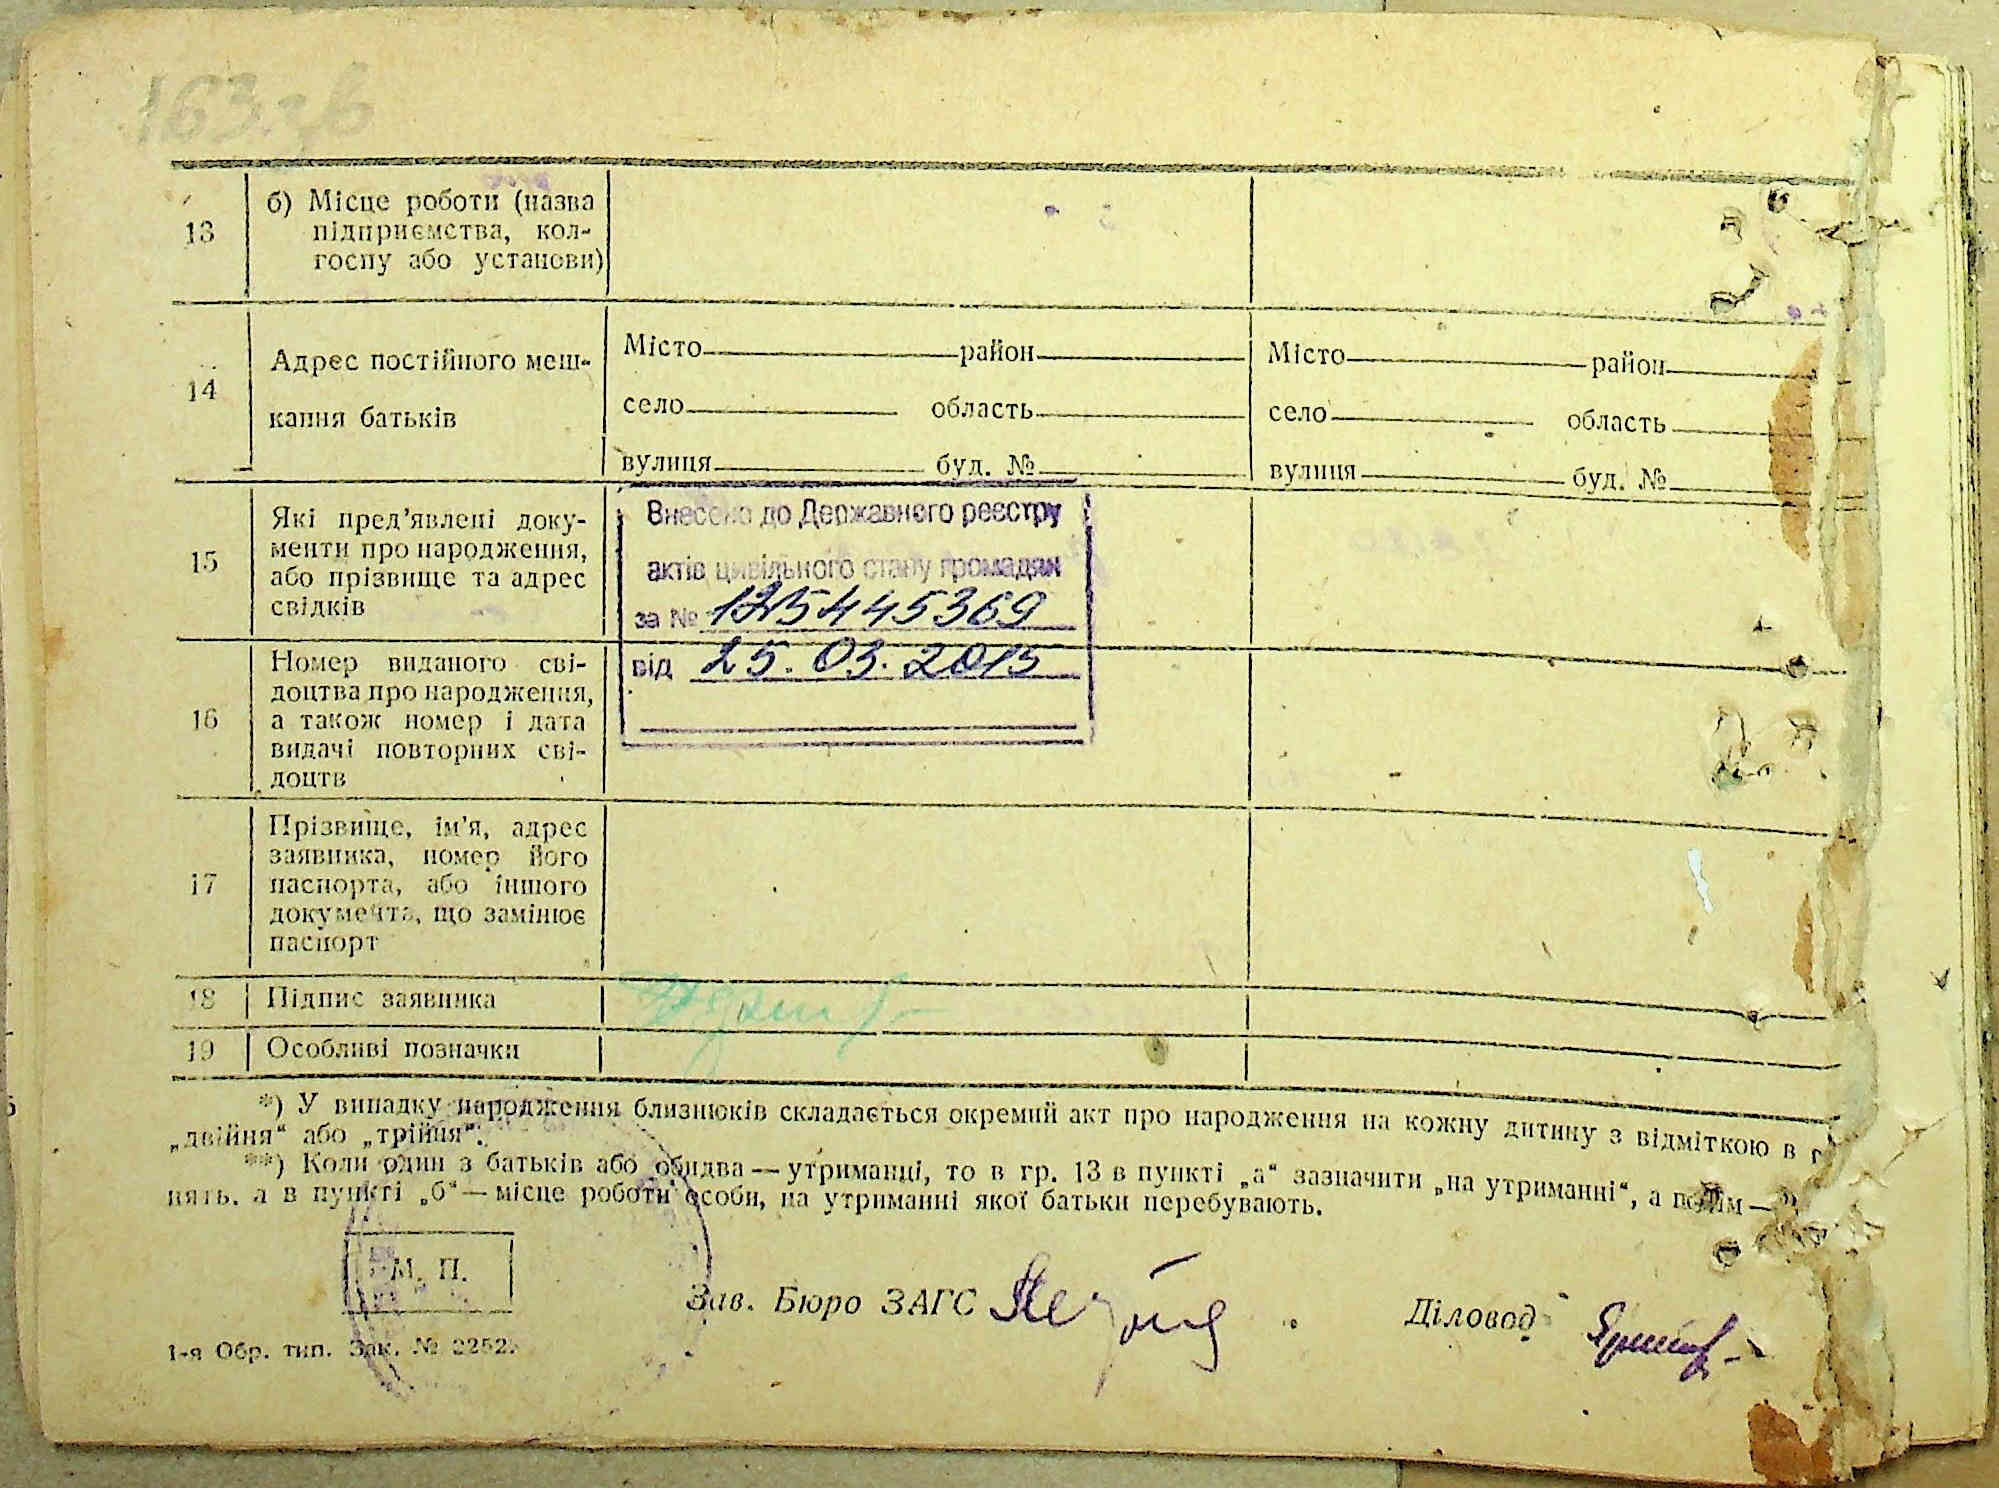 163 зв
13
б) Місце роботи (назва
підприємства, кол-
госпу або установи)
14
Адрес постійного меш-
кання батьків
Місто район
село область
вулиця буд. №
Місто район
село область
вулиця буд. №
15
Які пред’явлені доку-
менти про народження,
або прізвище та адрес
свідків
Внесено до Державного реєстру
актів цивільного стану громадян
за № 125445369
від 25.03.2013
16
Номер виданого сві-
доцтва про народження,
а також номер і дата
видачі повторних сві-
доцтв
17
Прізвище, ім’я, адрес
заявника, номер його
паспорта, або іншого
документа, що замінює
паспорт
18 Підпис заявника
19 Особливі позначки
*) У випадку народження близнюків складається окремий акт про народження на кожну дитину з відміткою в г
„двійня“ або „трійня“.
**) Коли один з батьків або обидва — утриманці, то в гр. 13 в пункті „а“ зазначити „на утриманні“, а потім —
нять, а в пункті „б“ — місце роботи особи, на утриманні якої батьки перебувають.
М. П.
Зав. Бюро ЗАГС
Діловод
1-я Обр. тип. Зак. № 2252.